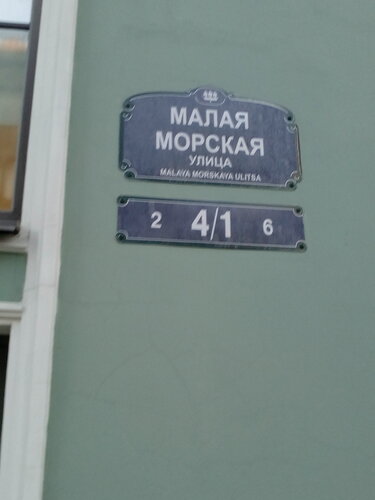 МАЛАЯ
МОРСКАЯ
УЛИЦА
MALAYA MORSKAYA ULITSA
2 4/1 6